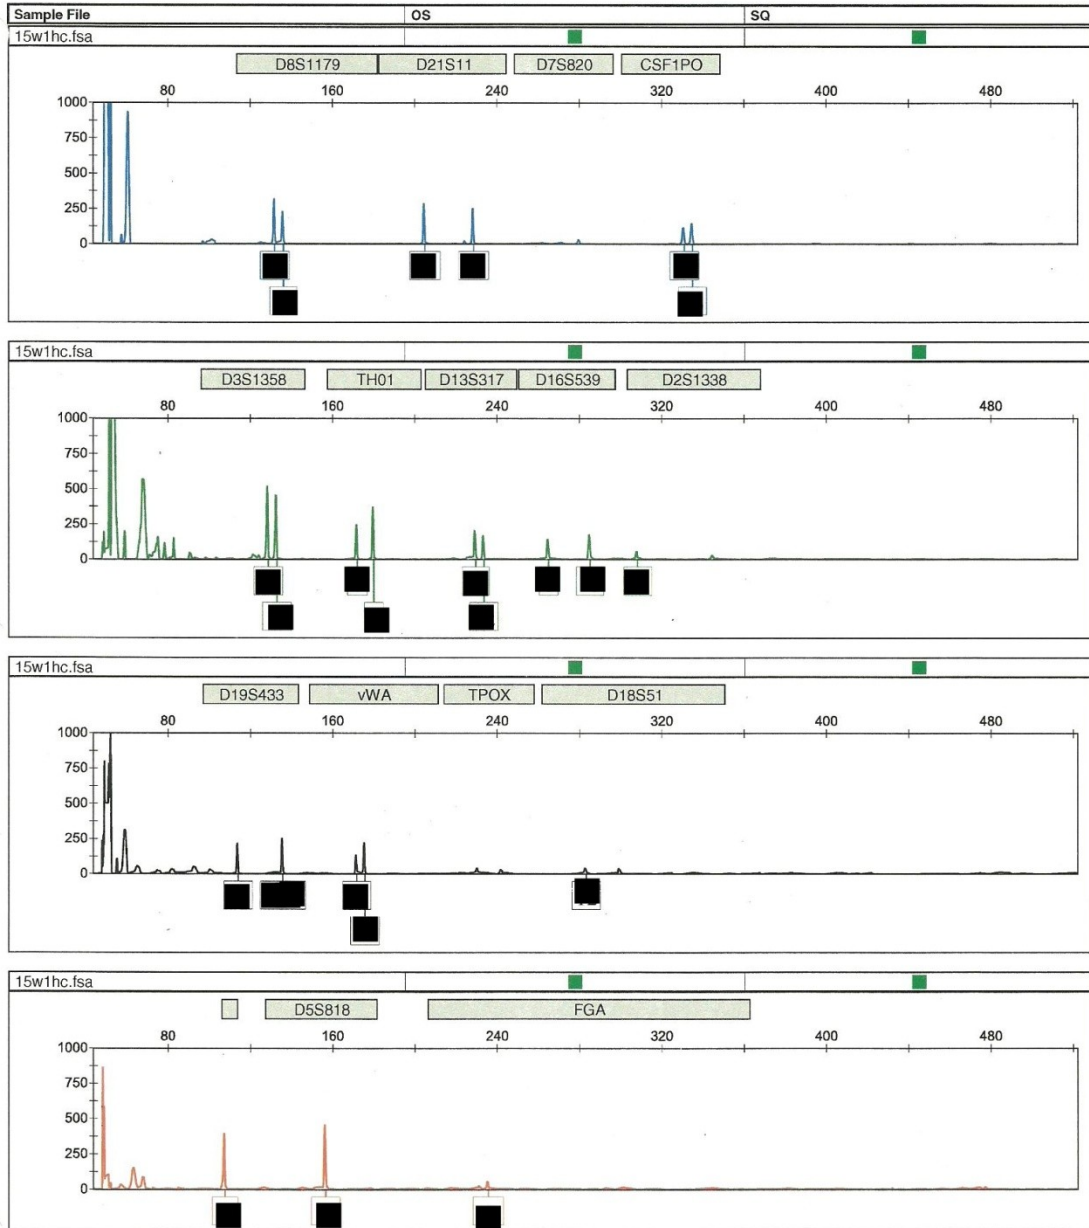 Sample File OS SQ
15w1hc.fsa
D8S1179 D21S11 D7S820 CSF1PO
80 160 240 320 400 480
1000
750
500
250
0
15w1hc.fsa
D3S1358 TH01 D13S317 D16S539 D2S1338
80 160 240 320 400 480
1000
750
500
250
0
15w1hc.fsa
D19S433 vWA TPOX D18S51
80 160 240 320 400 480
1000
750
500
250
0
15w1hc.fsa
D5S818 FGA
80 160 240 320 400 480
1000
750
500
250
0